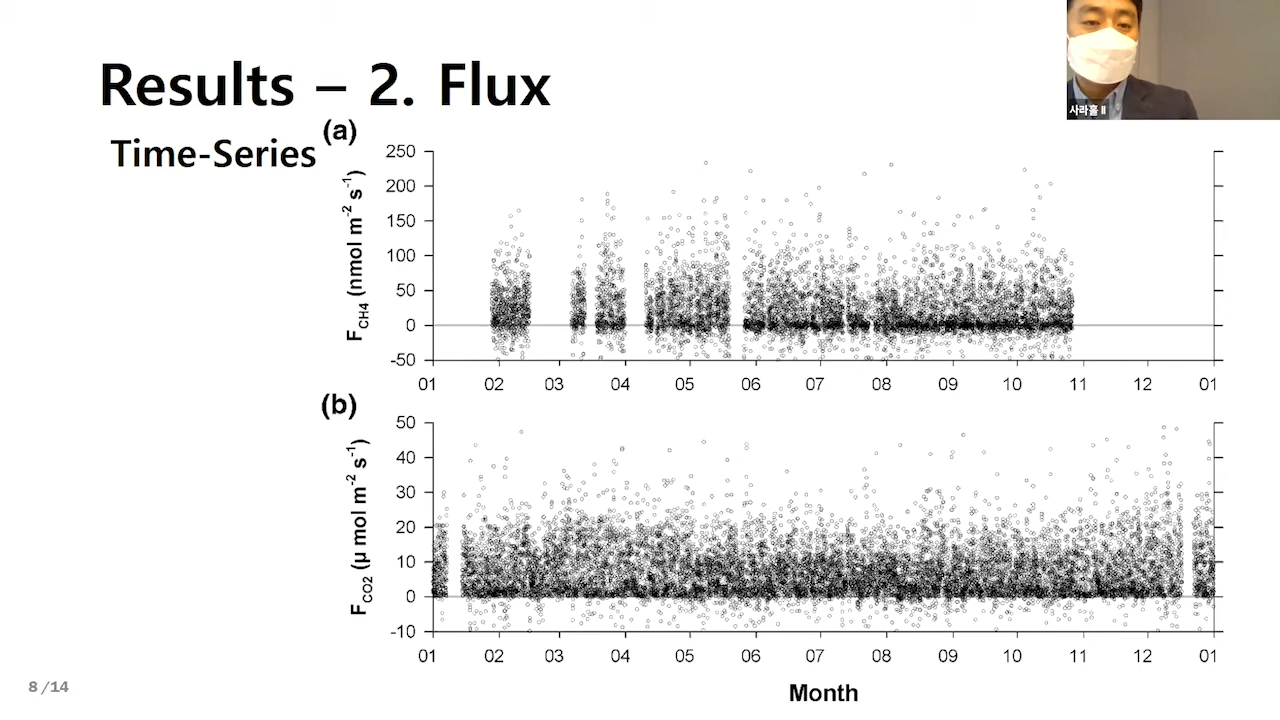 Results – 2. Flux
사라홀 II
Time-Series
(a)
F_CH4 (nmol m⁻² s⁻¹)
250
200
150
100
50
0
-50
01 02 03 04 05 06 07 08 09 10 11 12 01
(b)
F_CO2 (μ mol m⁻² s⁻¹)
50
40
30
20
10
0
-10
01 02 03 04 05 06 07 08 09 10 11 12 01
Month
8 /14